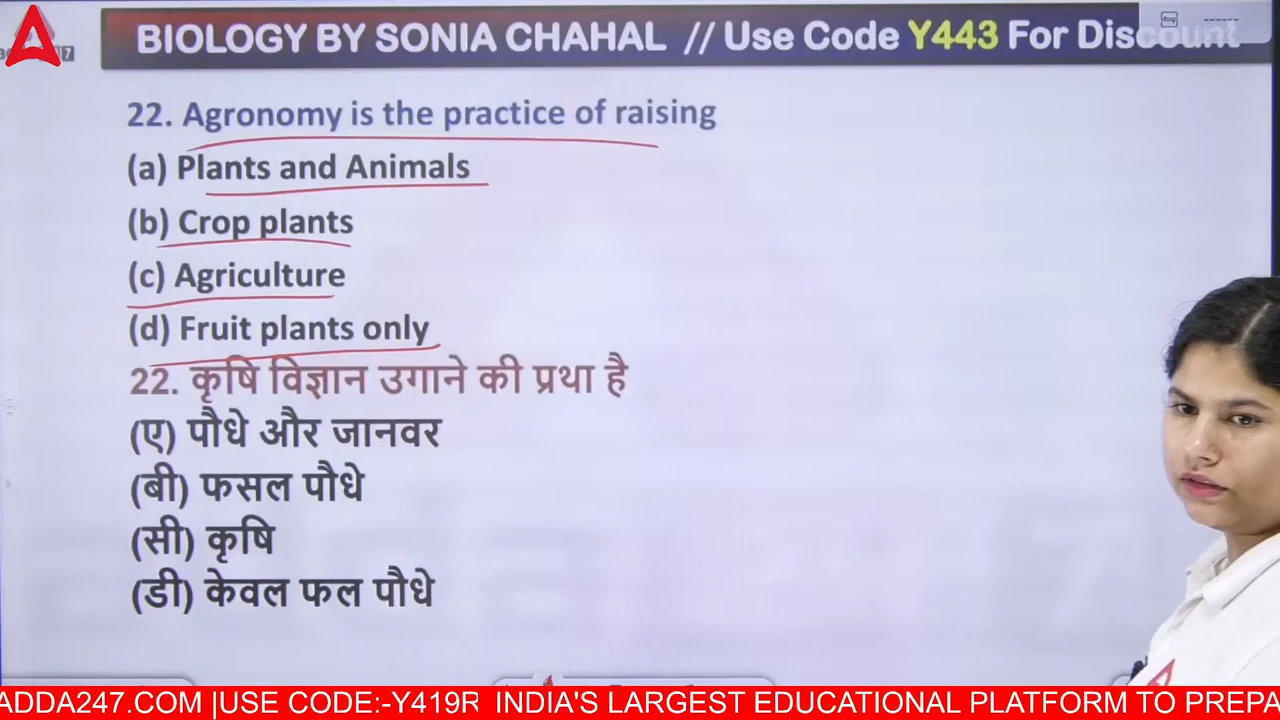 BIOLOGY BY SONIA CHAHAL // Use Code Y443 For Discount
22. Agronomy is the practice of raising
(a) Plants and Animals
(b) Crop plants
(c) Agriculture
(d) Fruit plants only
22. कृषि विज्ञान उगाने की प्रथा है
(ए) पौधे और जानवर
(बी) फसल पौधे
(सी) कृषि
(डी) केवल फल पौधे
ADDA247.COM |USE CODE:-Y419R INDIA'S LARGEST EDUCATIONAL PLATFORM TO PREPA